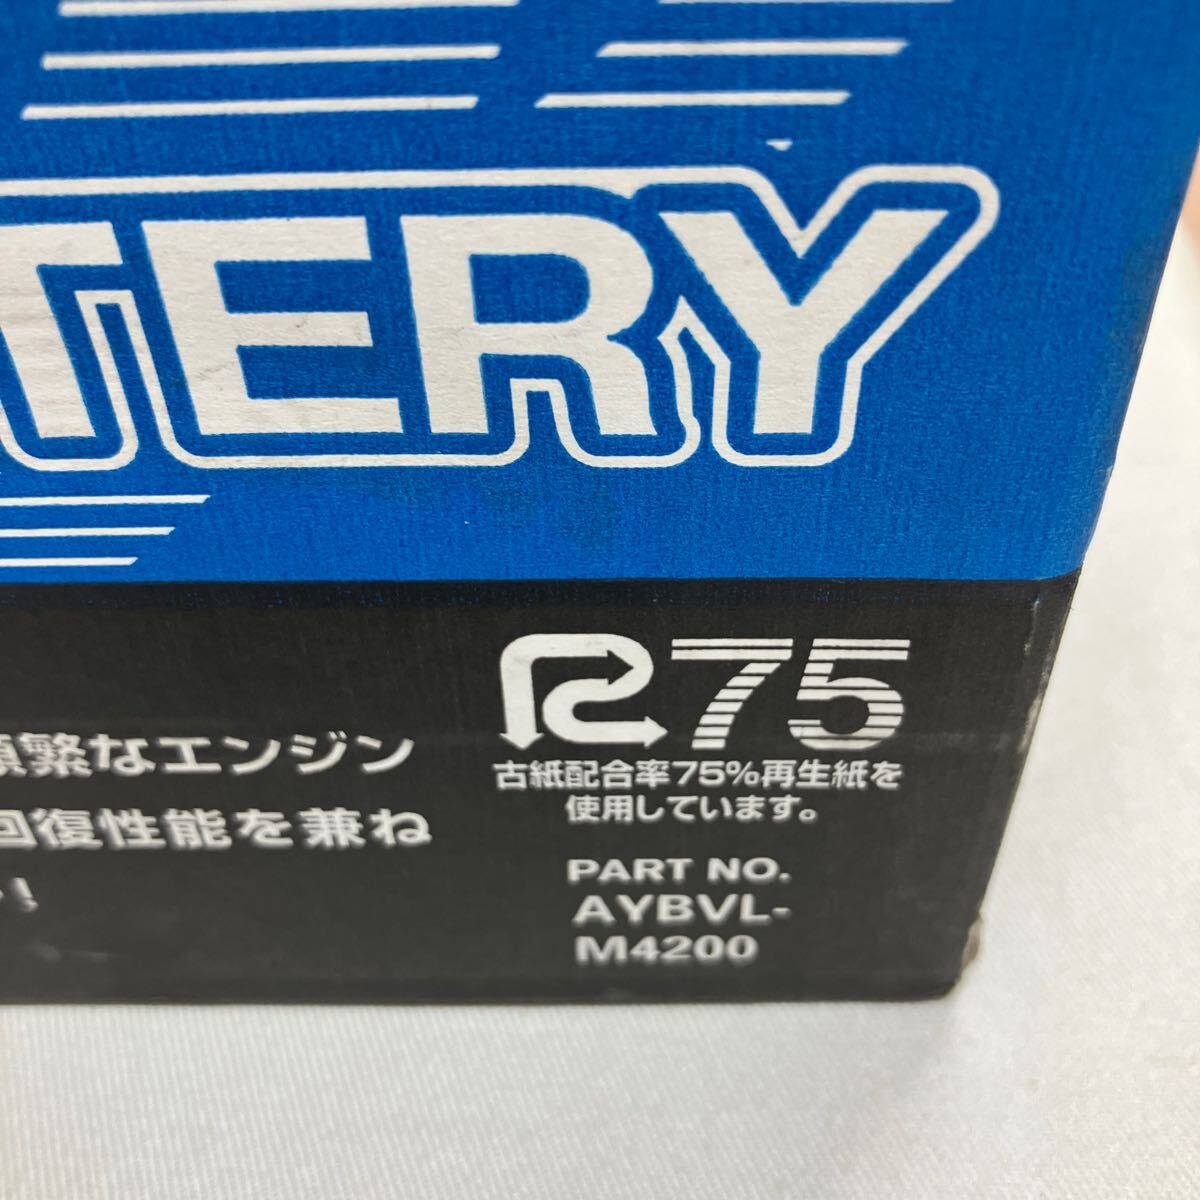 TERY
繁なエンジン
回復性能を兼ね
!
R75
古紙配合率75%再生紙を
使用しています。
PART NO.
AYBVL-
M4200